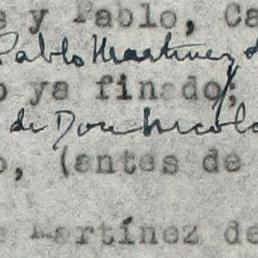 e y Pablo, Ca
Pablo Martinez d
o ya finado;
de Don Nicola
o, (antes de
Martínez de